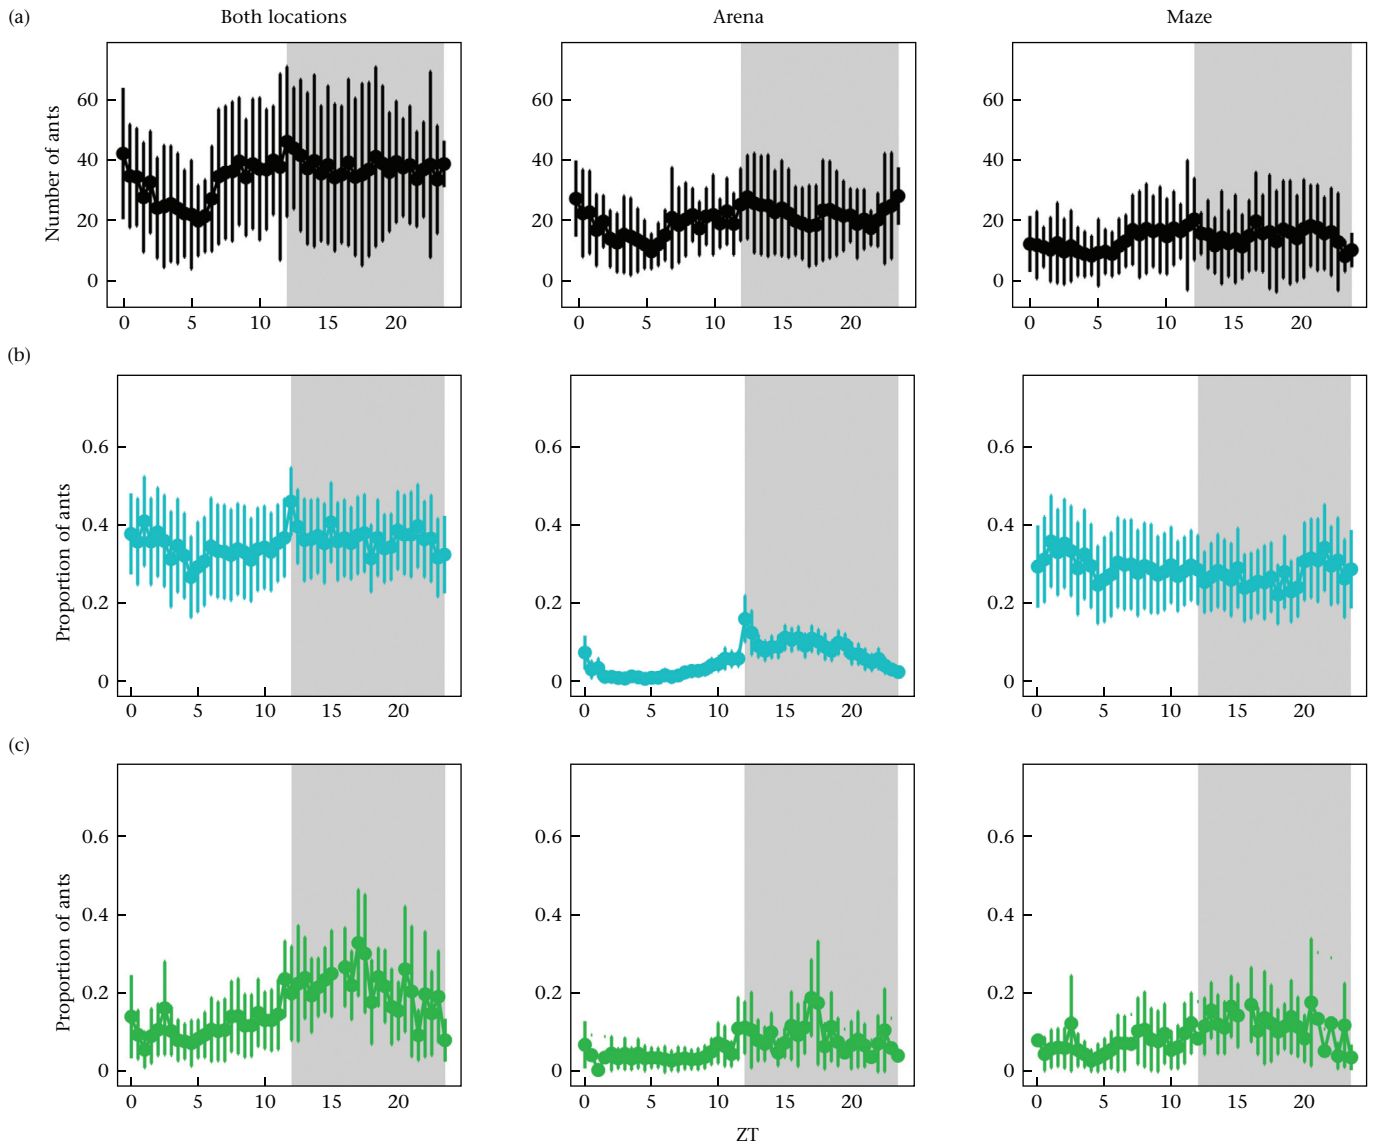 (a) Both locations Arena Maze
Number of ants
60 60 60
40 40 40
20 20 20
0 0 0
0 5 10 15 20 0 5 10 15 20 0 5 10 15 20
(b)
Proportion of ants
0.6 0.6 0.6
0.4 0.4 0.4
0.2 0.2 0.2
0 0 0
0 5 10 15 20 0 5 10 15 20 0 5 10 15 20
(c)
Proportion of ants
0.6 0.6 0.6
0.4 0.4 0.4
0.2 0.2 0.2
0 0 0
0 5 10 15 20 0 5 10 15 20 0 5 10 15 20
ZT